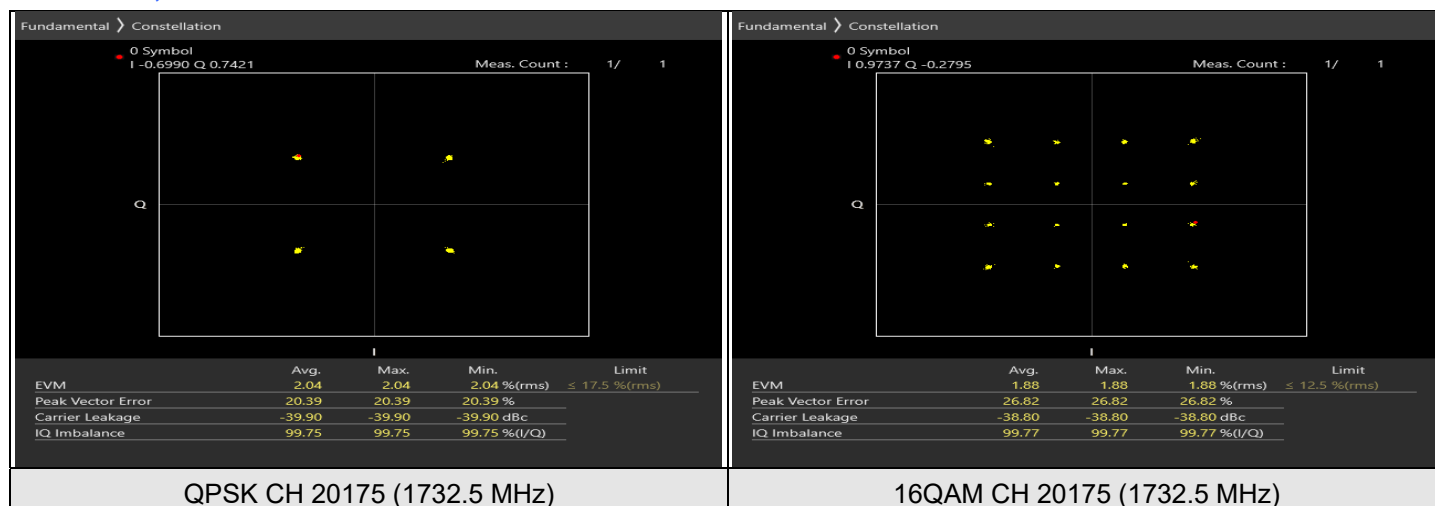 Fundamental ❭ Constellation
0 Symbol
I -0.6990 Q 0.7421 Meas. Count : 1/ 1
Q
I
Avg. Max. Min. Limit
EVM 2.04 2.04 2.04 %(rms) ≤ 17.5 %(rms)
Peak Vector Error 20.39 20.39 20.39 %
Carrier Leakage -39.90 -39.90 -39.90 dBc
IQ Imbalance 99.75 99.75 99.75 %(I/Q)
QPSK CH 20175 (1732.5 MHz)
Fundamental ❭ Constellation
0 Symbol
I 0.9737 Q -0.2795 Meas. Count : 1/ 1
Q
I
Avg. Max. Min. Limit
EVM 1.88 1.88 1.88 %(rms) ≤ 12.5 %(rms)
Peak Vector Error 26.82 26.82 26.82 %
Carrier Leakage -38.80 -38.80 -38.80 dBc
IQ Imbalance 99.77 99.77 99.77 %(I/Q)
16QAM CH 20175 (1732.5 MHz)